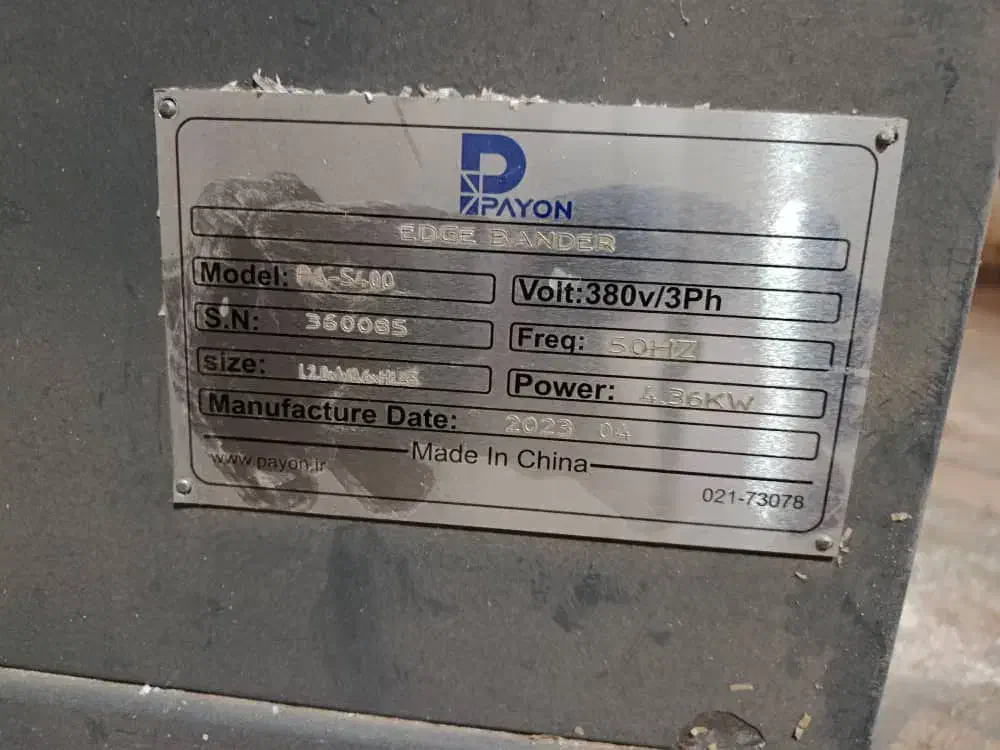 PAYON
EDGE BANDER
Model: PA-S400
Volt:380v/3Ph
S.N: 360085
Freq: 50HZ
size:
Power: 4.36KW
Manufacture Date: 2023 04
Made In China
www.payon.ir
021-73078